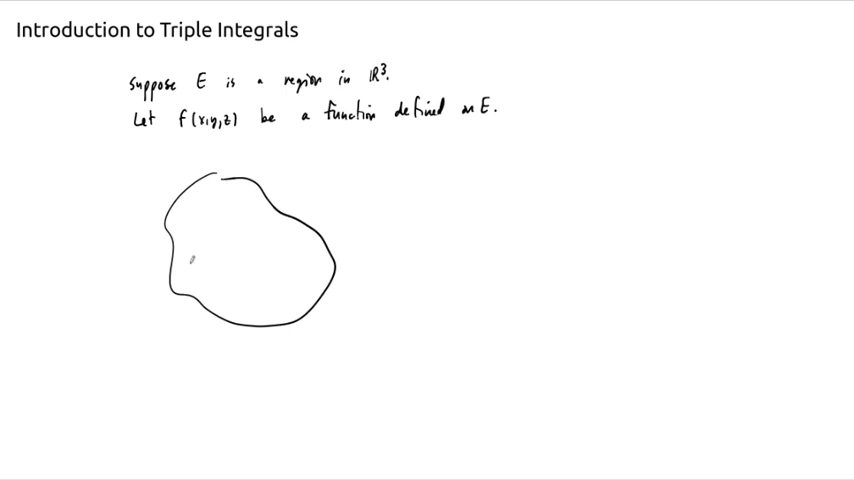 Introduction to Triple Integrals
Suppose E is a region in ℝ³.
Let f(x,y,z) be a function defined on E.